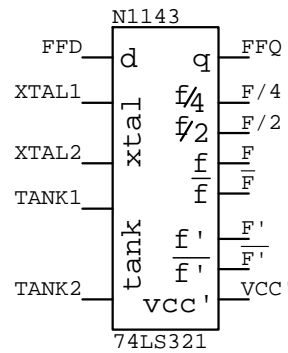 N1143
FFD d q FFQ
XTAL1 f/4 F/4
xtal
f/2 F/2
XTAL2 f F
f̅ F̅
TANK1
tank
f' F'
f'̅ F'̅
TANK2 vcc' VCC'
74LS321